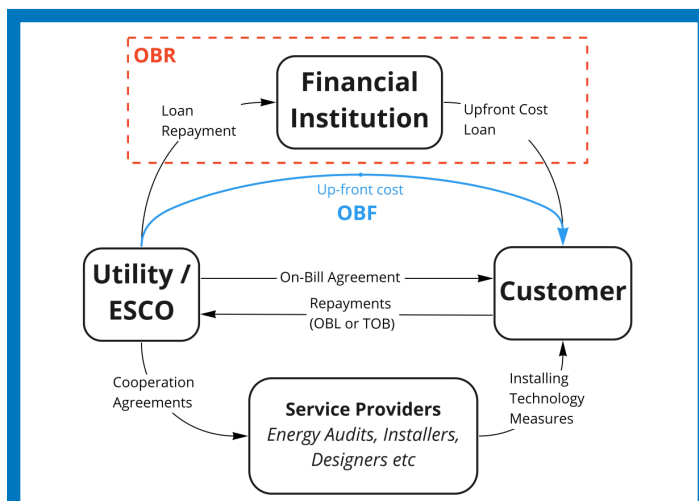 OBR
Financial
Institution
Loan
Repayment
Upfront Cost
Loan
Up-front cost
OBF
Utility /
ESCO
On-Bill Agreement
Customer
Repayments
(OBL or TOB)
Cooperation
Agreements
Installing
Technology
Measures
Service Providers
Energy Audits, Installers,
Designers etc